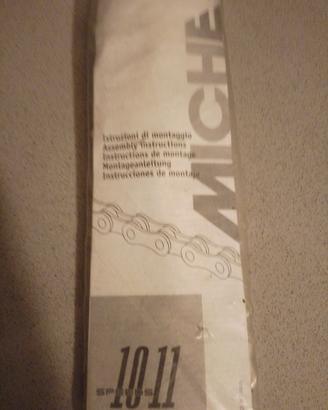 MICHE
Istruzioni di montaggio
Assembly instructions
Instructions de montage
Montageanleitung
Instrucciones de montaje
10 11
SPEEDS